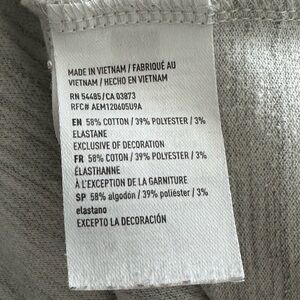 MADE IN VIETNAM / FABRIQUÉ AU
VIETNAM / HECHO EN VIETNAM
RN 54485/CA 03873
RFC# AEM120605U9A
EN 58% COTTON / 39% POLYESTER / 3%
ELASTANE
EXCLUSIVE OF DECORATION
FR 58% COTTON / 39% POLYESTER / 3%
ÉLASTHANNE
À L'EXCEPTION DE LA GARNITURE
SP 58% algodón / 39% poliéster / 3%
elastano
EXCEPTO LA DECORACIÓN